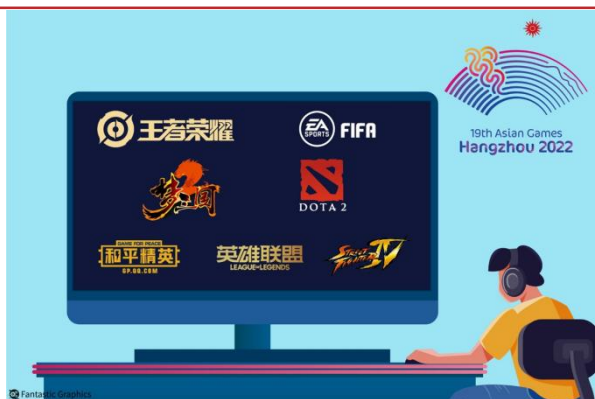 19th Asian Games
Hangzhou 2022
王者荣耀
EA
SPORTS
FIFA
梦三国
2
DOTA 2
GAME FOR PEACE
和平精英
GP.QQ.COM
英雄联盟
LEAGUE-LEGENDS
STREET
FIGHTER
IV
Fantastic Graphics